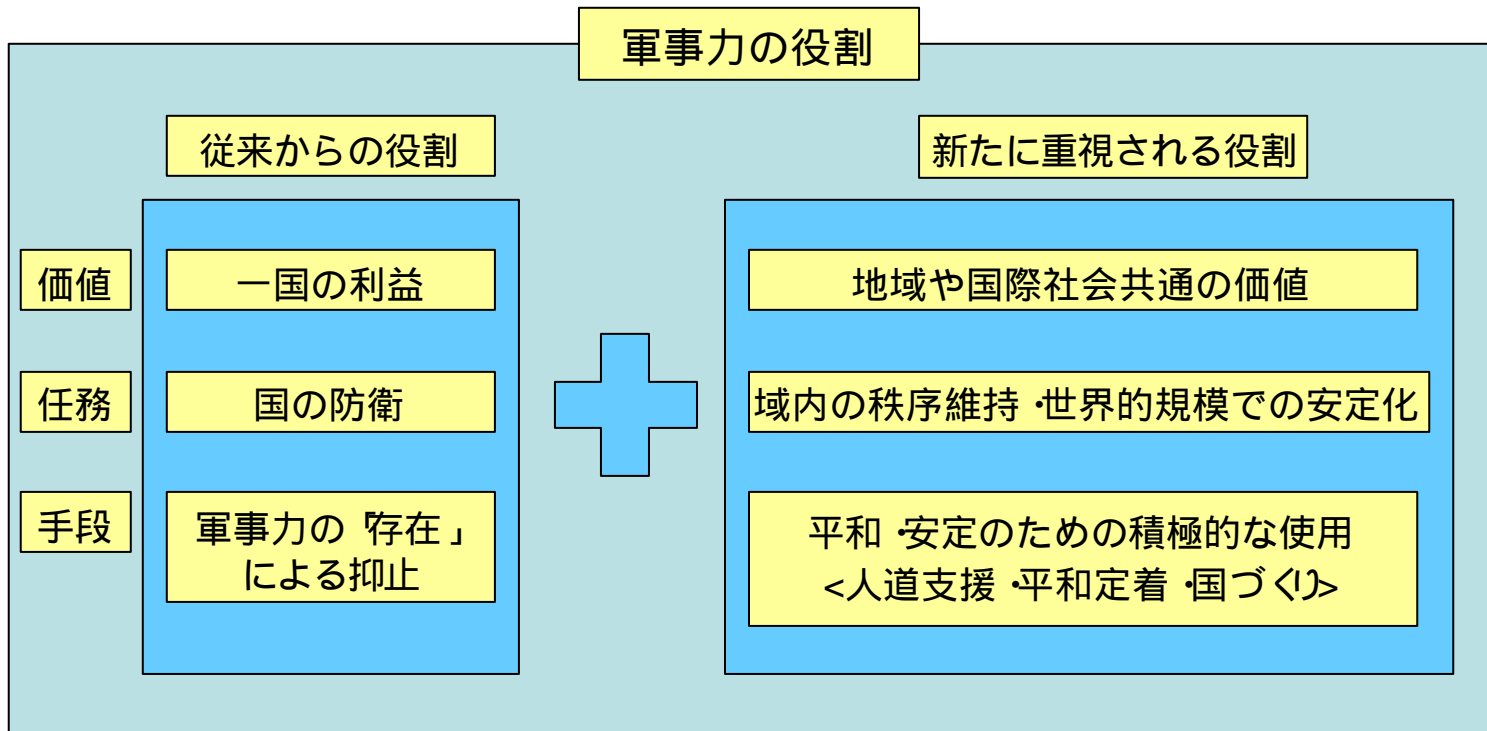 軍事力の役割
従来からの役割
新たに重視される役割
価値
一国の利益
地域や国際社会共通の価値
任務
国の防衛
域内の秩序維持・世界的規模での安定化
手段
軍事力の「存在」
による抑止
平和・安定のための積極的な使用
<人道支援・平和定着・国づくり>